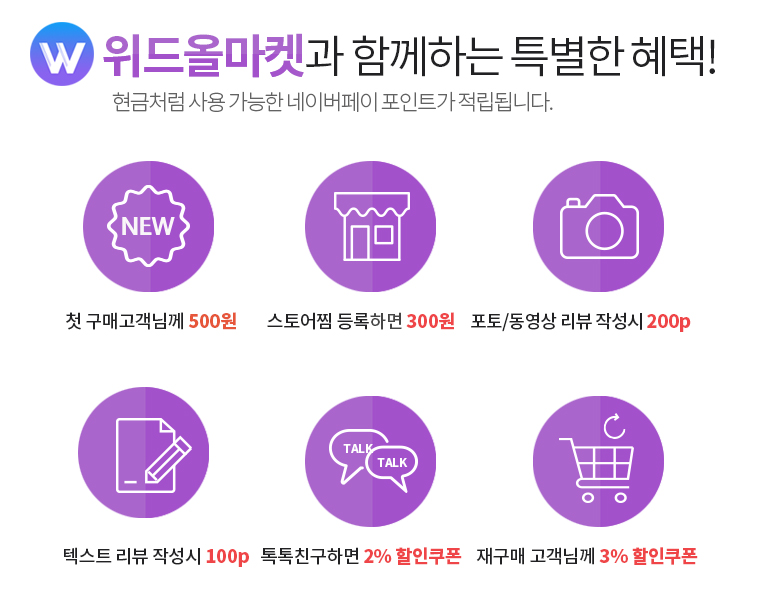 W 위드올마켓과 함께하는 특별한 혜택!
현금처럼 사용 가능한 네이버페이 포인트가 적립됩니다.
NEW
첫 구매고객님께 500원
스토어찜 등록하면 300원
포토/동영상 리뷰 작성시 200p
TALK
TALK
텍스트 리뷰 작성시 100p
톡톡친구하면 2% 할인쿠폰
재구매 고객님께 3% 할인쿠폰